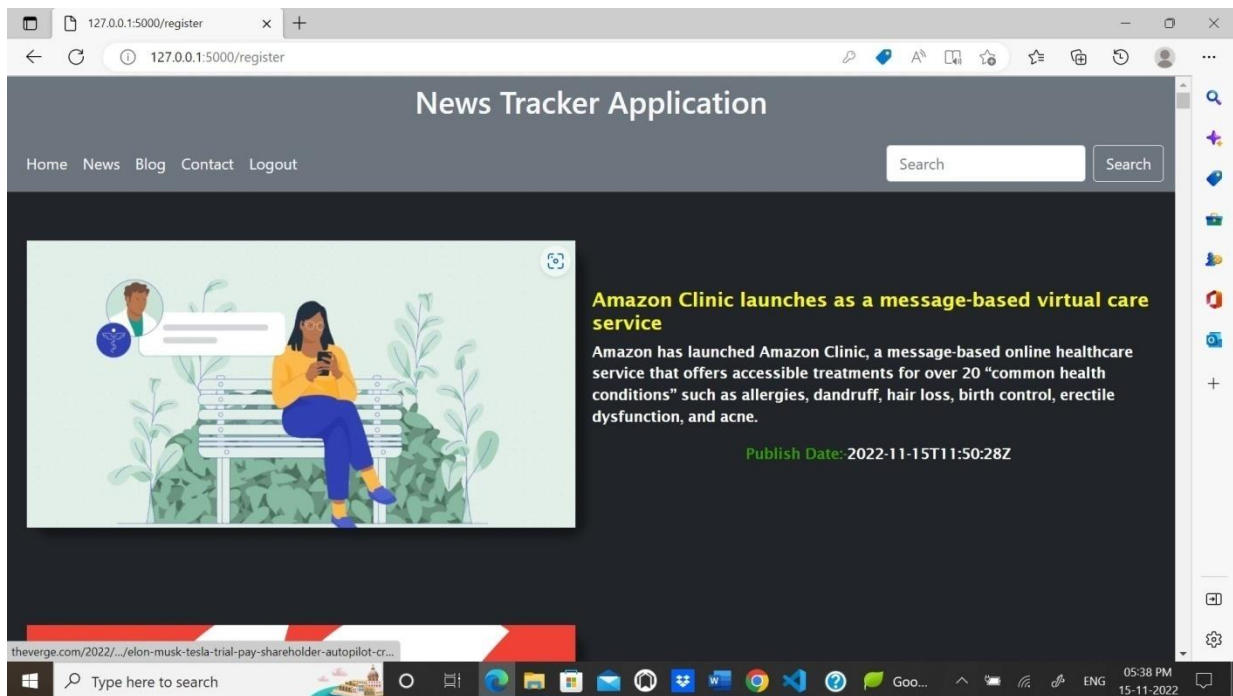 127.0.0.1:5000/register
127.0.0.1:5000/register
News Tracker Application
Home News Blog Contact Logout
Search
Search
Amazon Clinic launches as a message-based virtual care
service
Amazon has launched Amazon Clinic, a message-based online healthcare
service that offers accessible treatments for over 20 “common health
conditions” such as allergies, dandruff, hair loss, birth control, erectile
dysfunction, and acne.
Publish Date:-2022-11-15T11:50:28Z
theverge.com/2022/.../elon-musk-tesla-trial-pay-shareholder-autopilot-cr...
Type here to search
Goo...
ENG
05:38 PM
15-11-2022